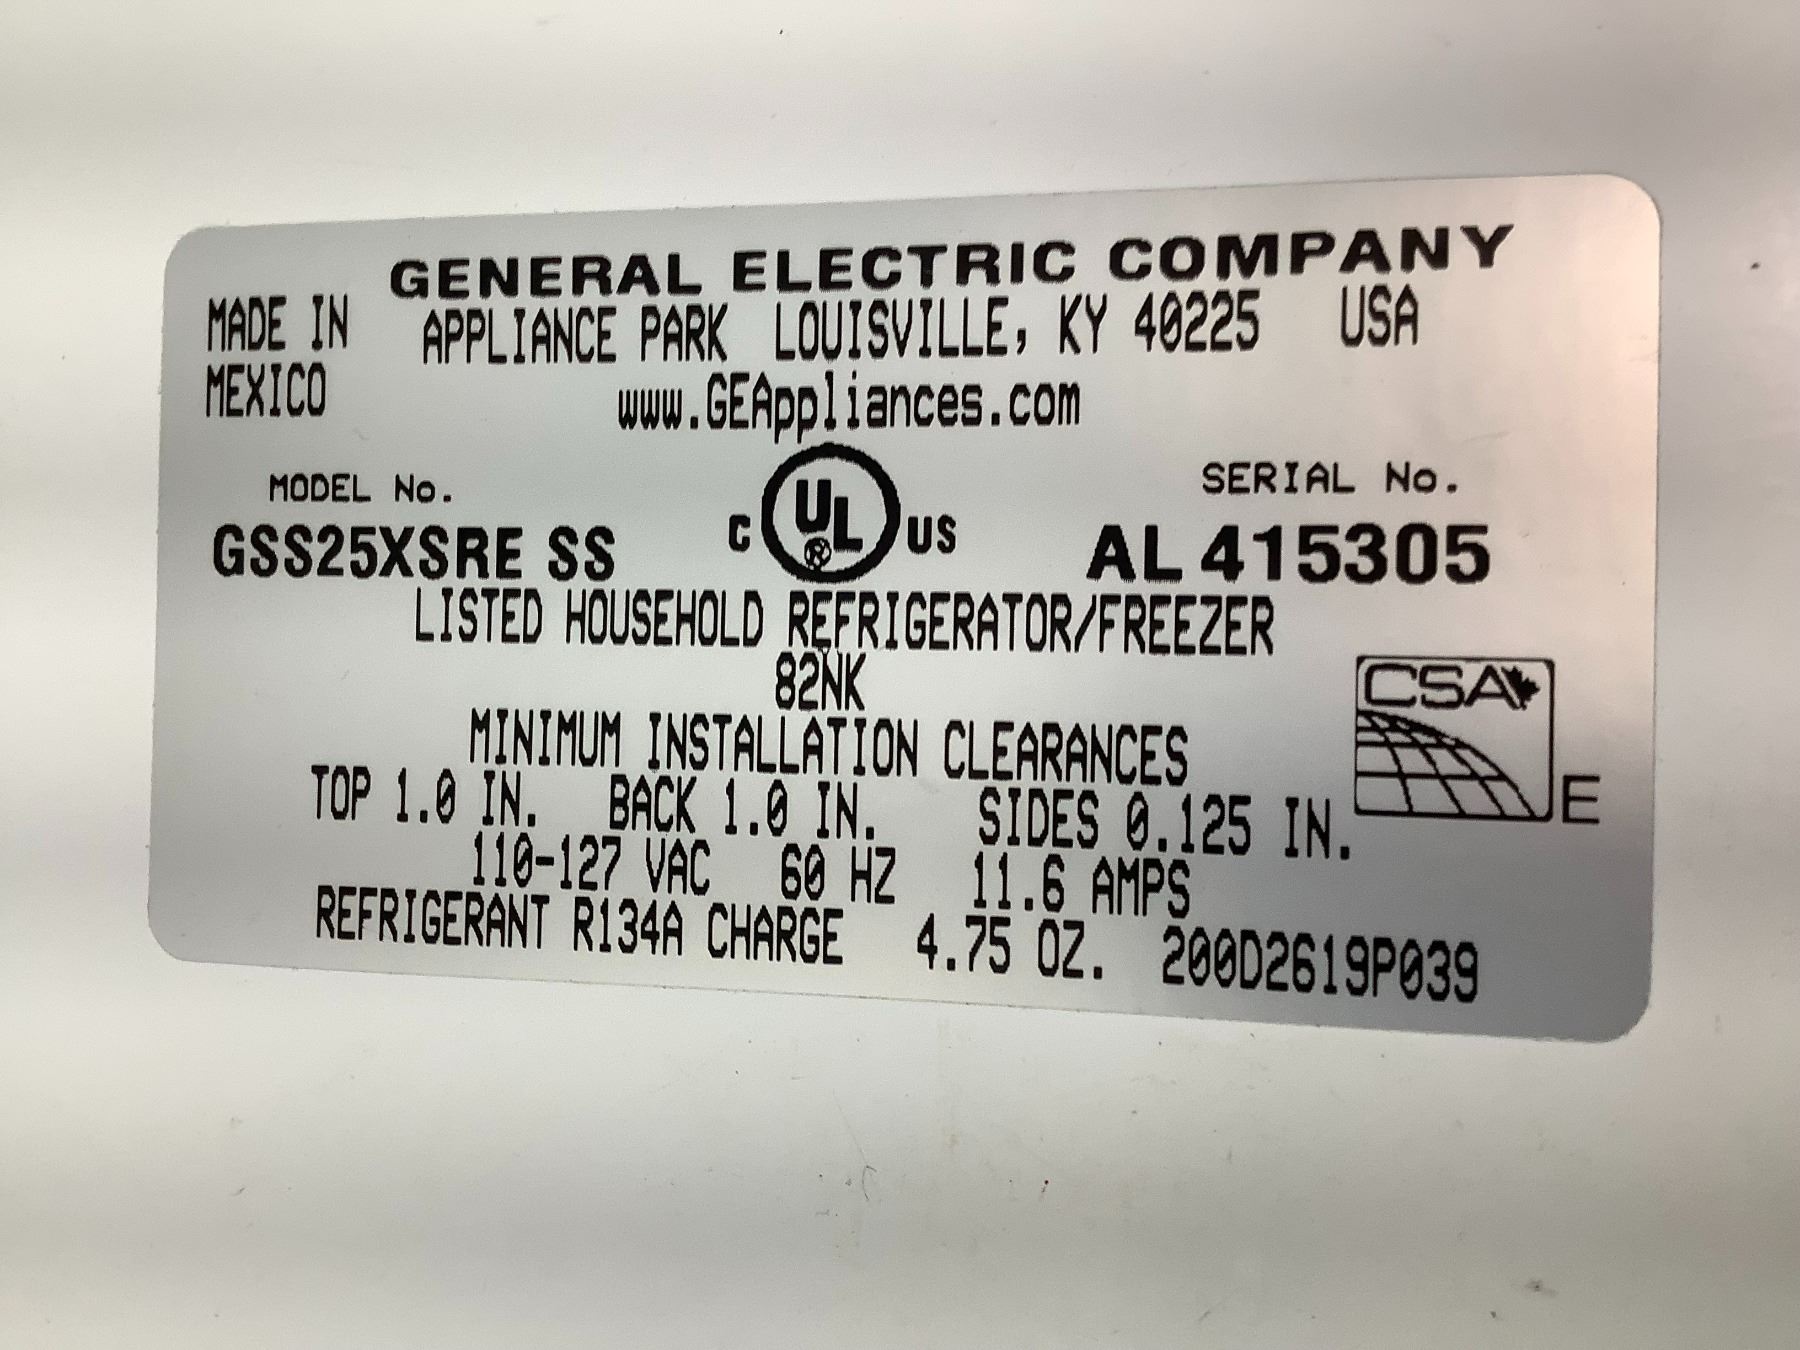 GENERAL ELECTRIC COMPANY
MADE IN MEXICO
APPLIANCE PARK LOUISVILLE, KY 40225 USA
www.GEAppliances.com
MODEL No.
GSS25XSRE SS
C UL® US
SERIAL No.
AL 415305
LISTED HOUSEHOLD REFRIGERATOR/FREEZER
82NK
MINIMUM INSTALLATION CLEARANCES
TOP 1.0 IN. BACK 1.0 IN. SIDES 0.125 IN.
110-127 VAC 60 HZ 11.6 AMPS
REFRIGERANT R134A CHARGE 4.75 OZ. 200D2619P039
CSA
E